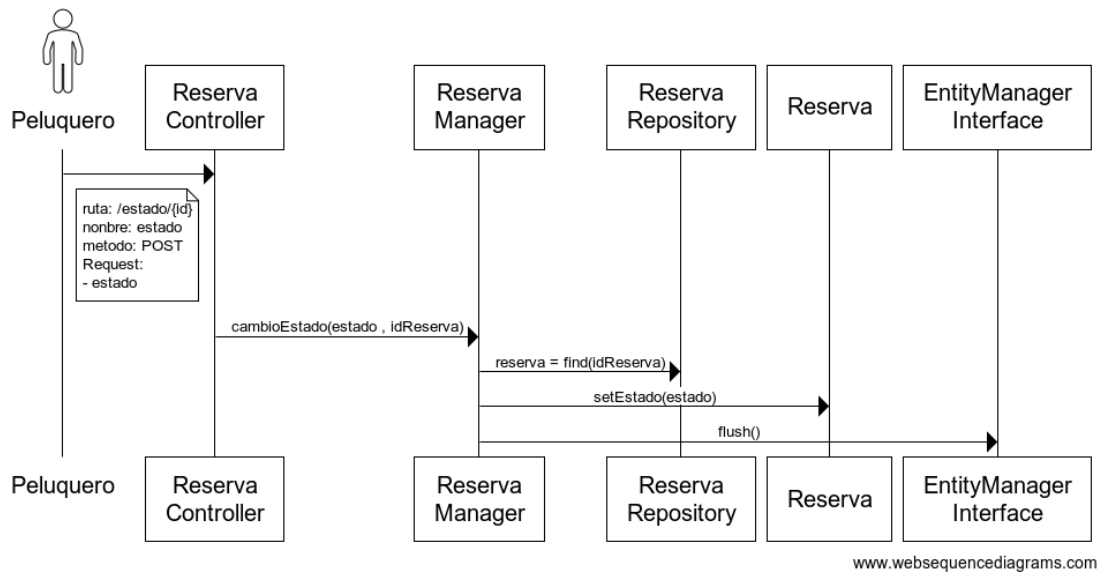 Peluquero
Reserva
Controller
Reserva
Manager
Reserva
Repository
Reserva
EntityManager
Interface
ruta: /estado/{id}
nonbre: estado
metodo: POST
Request:
- estado
cambioEstado(estado , idReserva)
reserva = find(idReserva)
setEstado(estado)
flush()
Peluquero
Reserva
Controller
Reserva
Manager
Reserva
Repository
Reserva
EntityManager
Interface
www.websequencediagrams.com